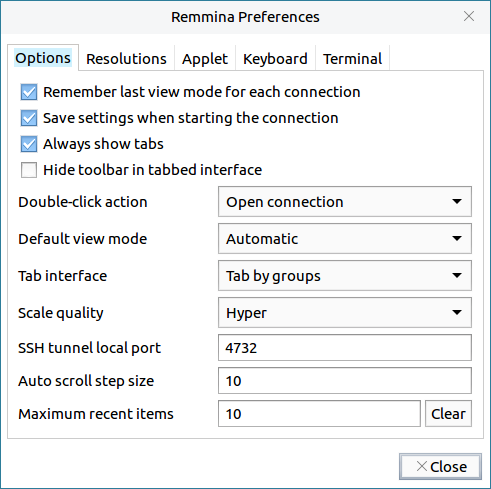 Remmina Preferences
Options Resolutions Applet Keyboard Terminal
Remember last view mode for each connection
Save settings when starting the connection
Always show tabs
Hide toolbar in tabbed interface
Double-click action Open connection
Default view mode Automatic
Tab interface Tab by groups
Scale quality Hyper
SSH tunnel local port 4732
Auto scroll step size 10
Maximum recent items 10 Clear
Close